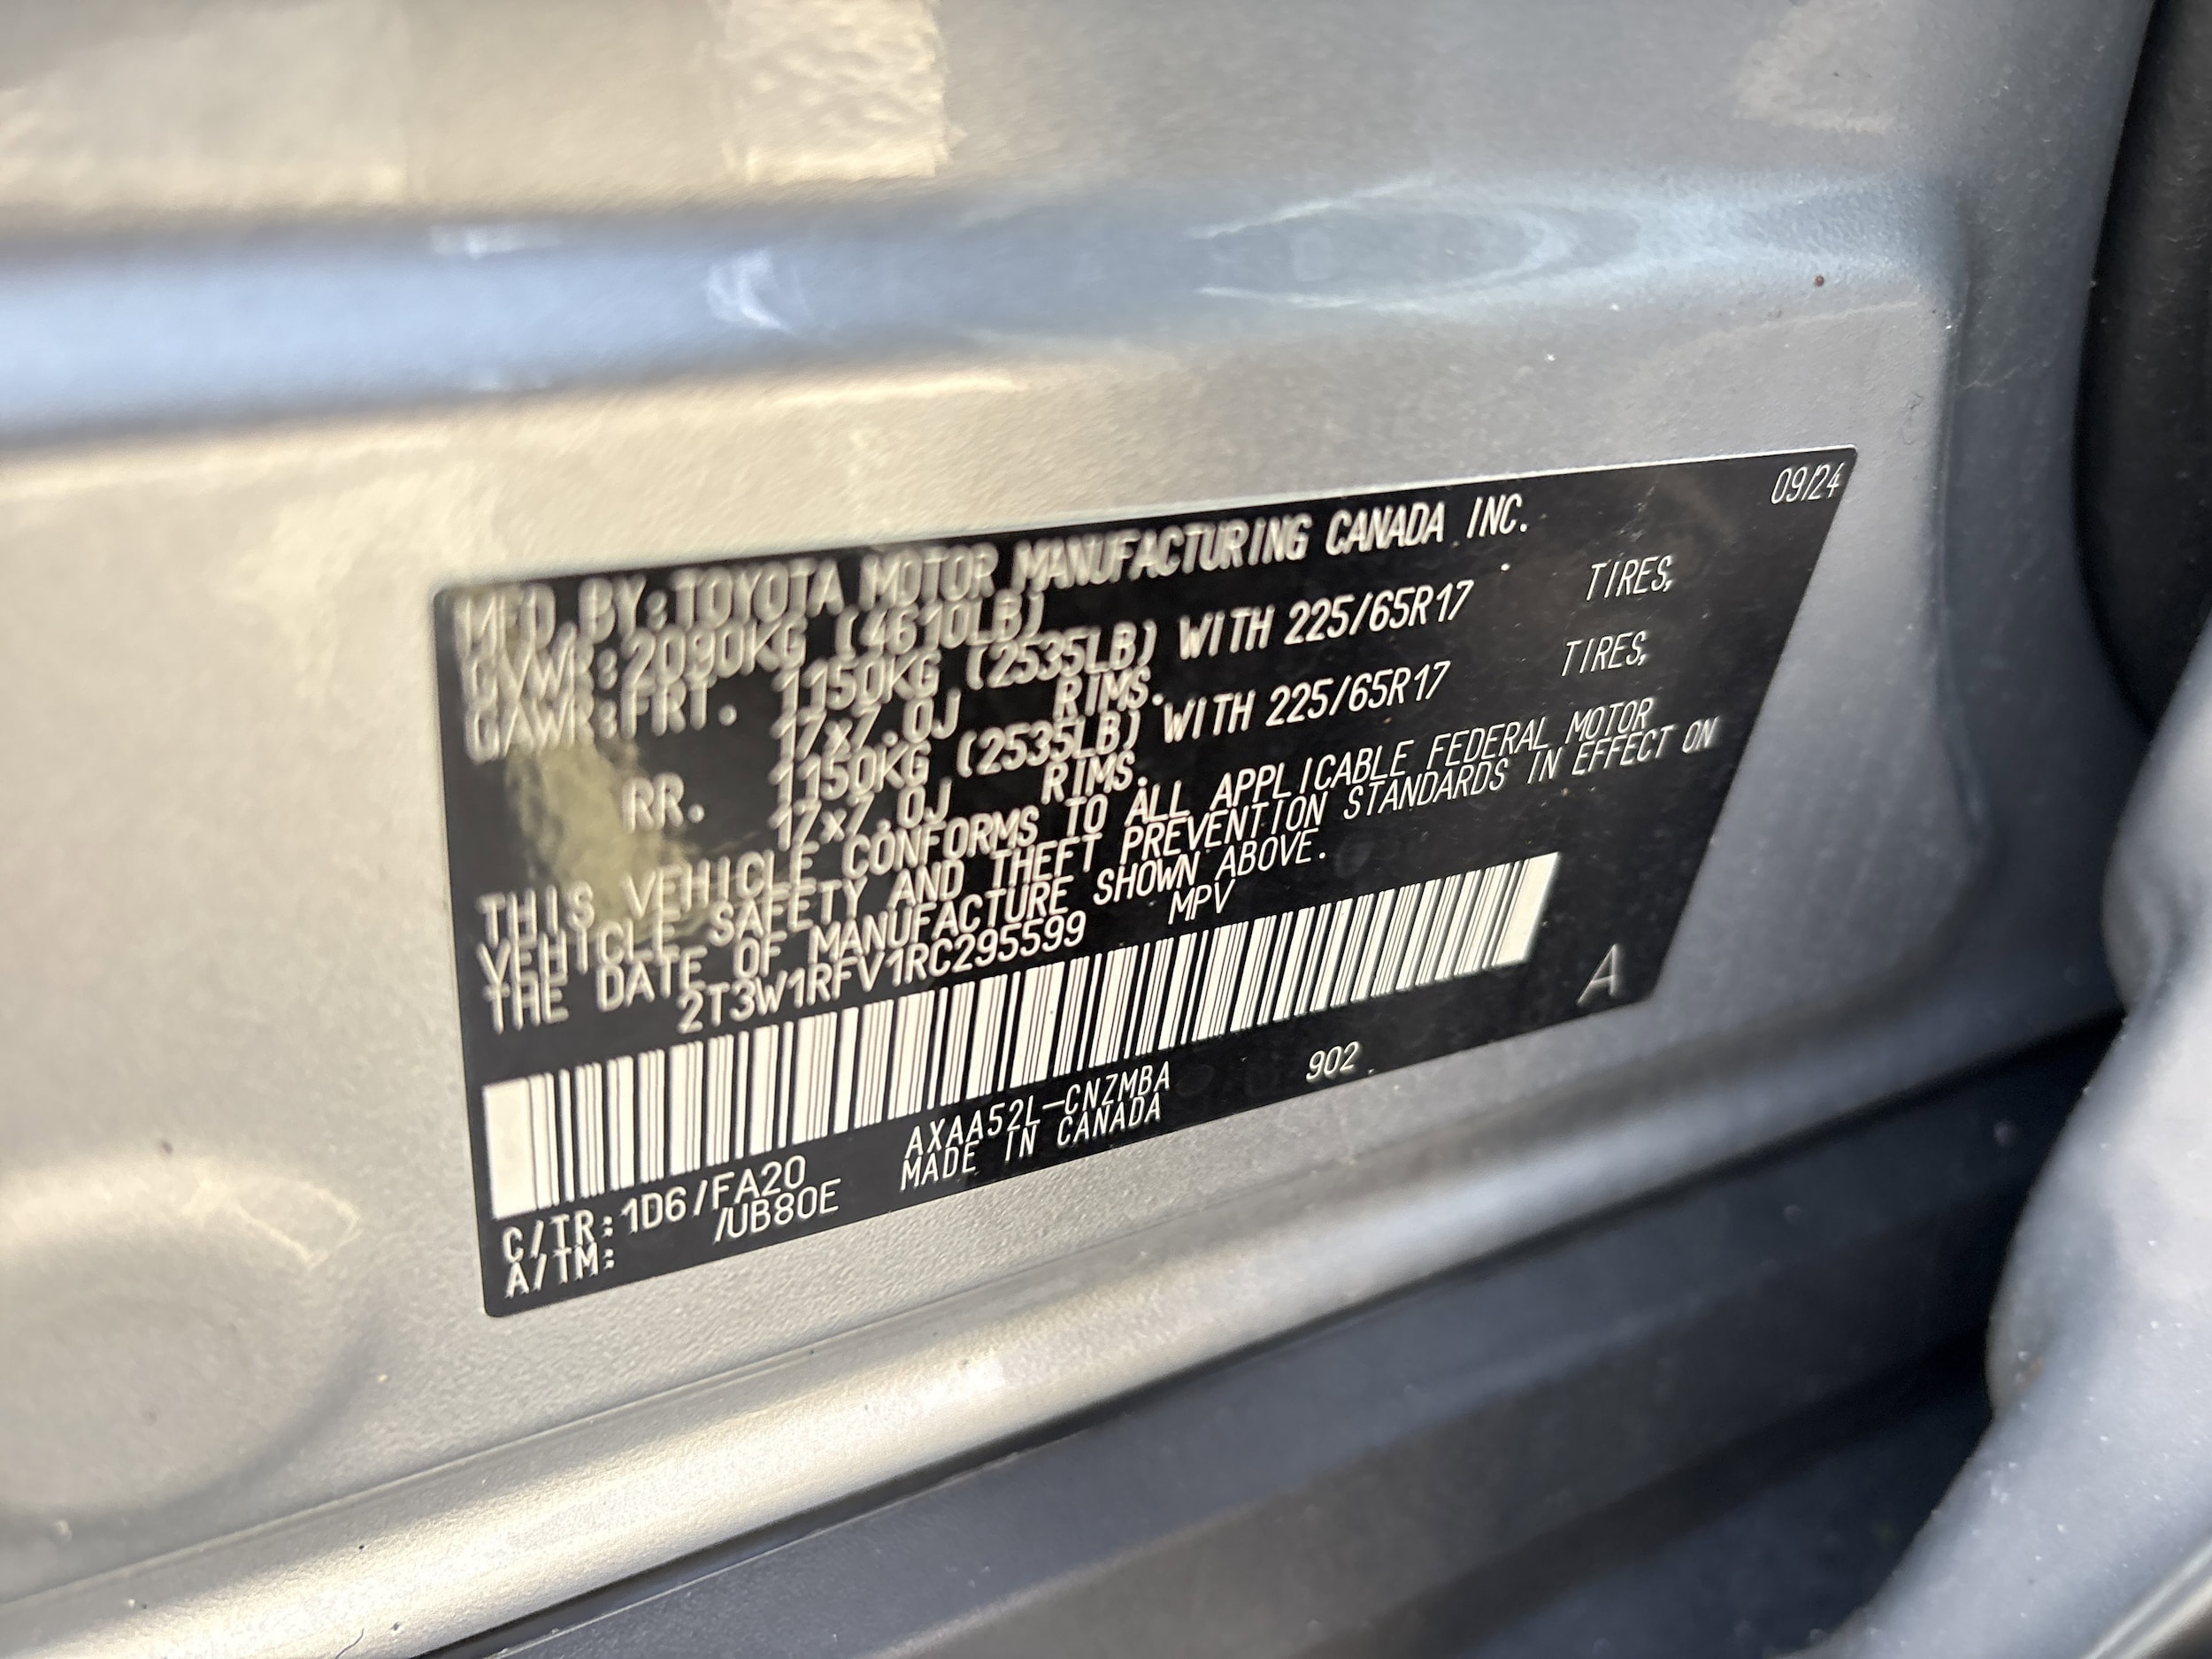 09/24
MFD.BY:TOYOTA MOTOR MANUFACTURING CANADA INC.
GVWR:2090KG (4610LB)
GAWR:FRT. 1150KG (2535LB) WITH 225/65R17 TIRES,
17x7.0J RIMS.
RR. 1150KG (2535LB) WITH 225/65R17 TIRES,
17x7.0J RIMS.
THIS VEHICLE CONFORMS TO ALL APPLICABLE FEDERAL MOTOR
VEHICLE SAFETY AND THEFT PREVENTION STANDARDS IN EFFECT ON
THE DATE OF MANUFACTURE SHOWN ABOVE.
2T3W1RFV1RC295599 MPV
A
C/TR:1D6/FA20 AXAA52L-CNZMBA 902
A/TM: /UB80E MADE IN CANADA